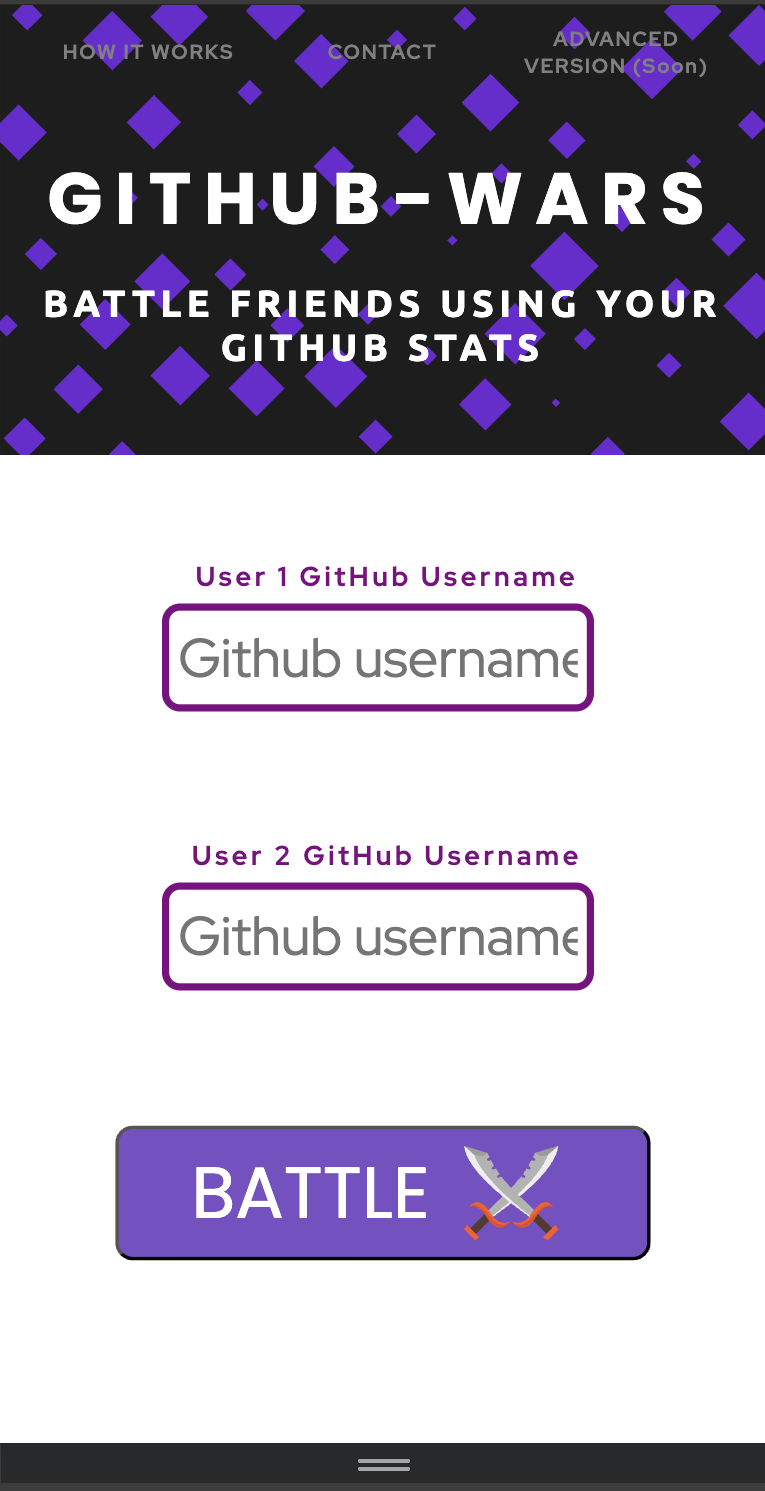 HOW IT WORKS
CONTACT
ADVANCED
VERSION (Soon)
GITHUB-WARS
BATTLE FRIENDS USING YOUR
GITHUB STATS
User 1 GitHub Username
Github username
User 2 GitHub Username
Github username
BATTLE ⚔️